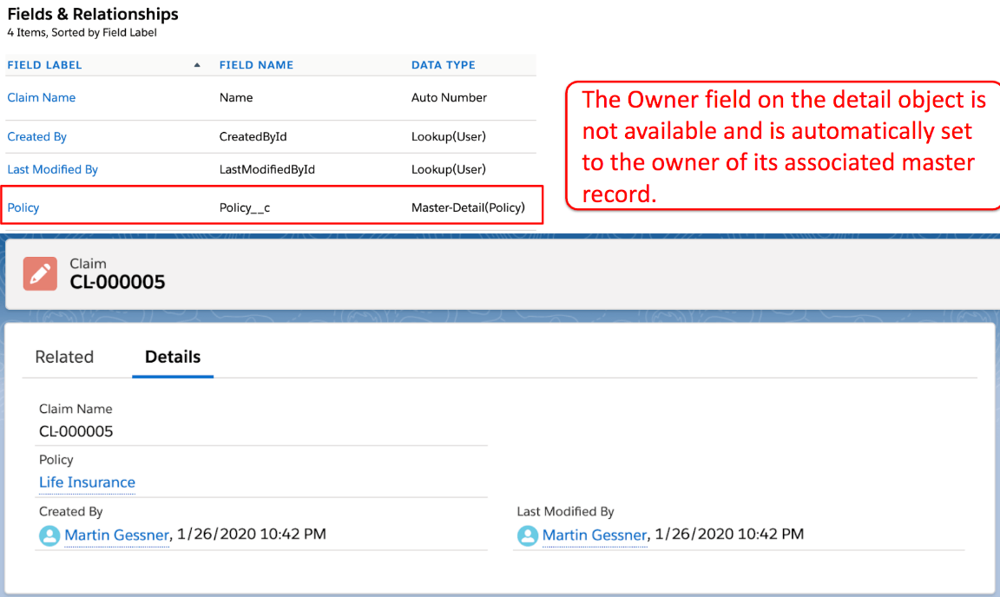 Fields & Relationships
4 Items, Sorted by Field Label
FIELD LABEL FIELD NAME DATA TYPE
Claim Name Name Auto Number
Created By CreatedById Lookup(User)
Last Modified By LastModifiedById Lookup(User)
Policy Policy__c Master-Detail(Policy)
The Owner field on the detail object is
not available and is automatically set
to the owner of its associated master
record.
Claim
CL-000005
Related Details
Claim Name
CL-000005
Policy
Life Insurance
Created By Last Modified By
Martin Gessner, 1/26/2020 10:42 PM Martin Gessner, 1/26/2020 10:42 PM